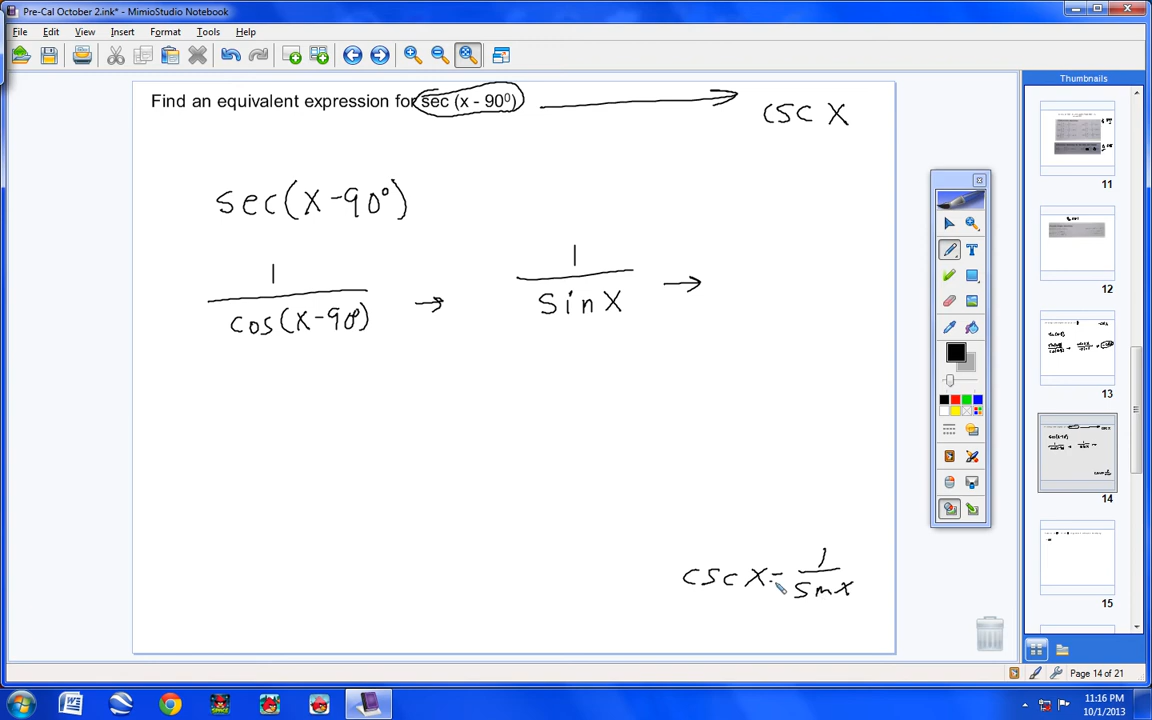 Pre-Cal October 2.ink* - MimioStudio Notebook
File Edit View Insert Format Tools Help
Find an equivalent expression for sec (x - 90⁰) → csc x
Thumbnails
sec(x-90°)
1
cos(x-90°)
→
1
sin x
→
csc x = 1
sin x
11
12
13
14
15
Page 14 of 21
11:16 PM
10/1/2013